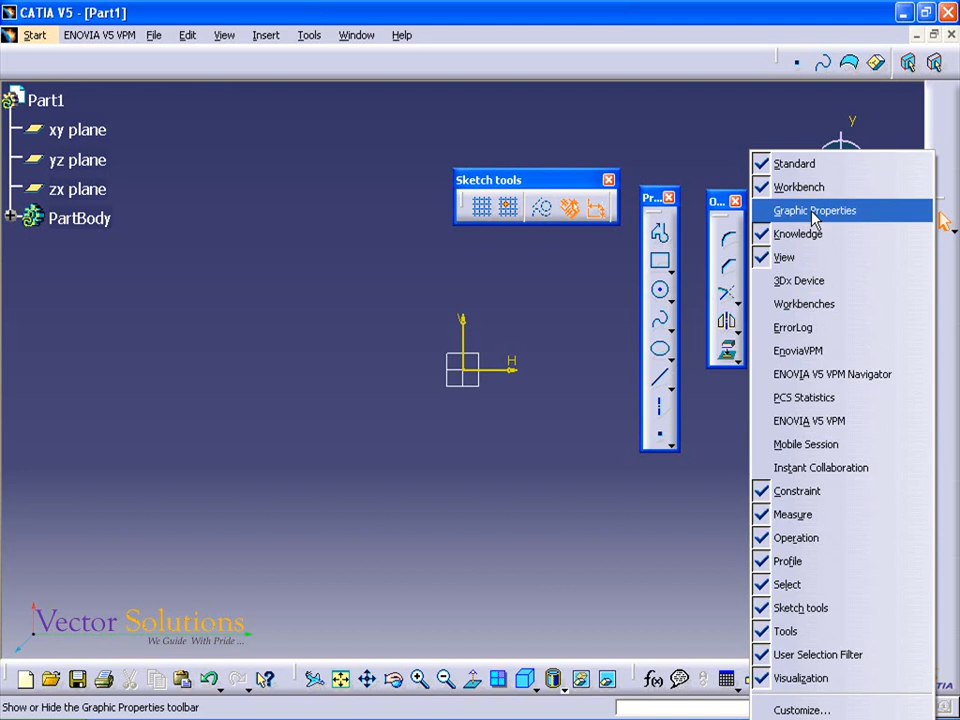 CATIA V5 - [Part1]
Start ENOVIA V5 VPM File Edit View Insert Tools Window Help
Part1
xy plane
yz plane
zx plane
PartBody
Sketch tools
Pr...
O...
y
V
H
Standard
Workbench
Graphic Properties
Knowledge
View
3Dx Device
Workbenches
ErrorLog
EnoviaVPM
ENOVIA V5 VPM Navigator
PCS Statistics
ENOVIA V5 VPM
Mobile Session
Instant Collaboration
Constraint
Measure
Operation
Profile
Select
Sketch tools
Tools
User Selection Filter
Visualization
Customize...
Vector Solutions
We Guide With Pride ...
f(x)
Show or Hide the Graphic Properties toolbar